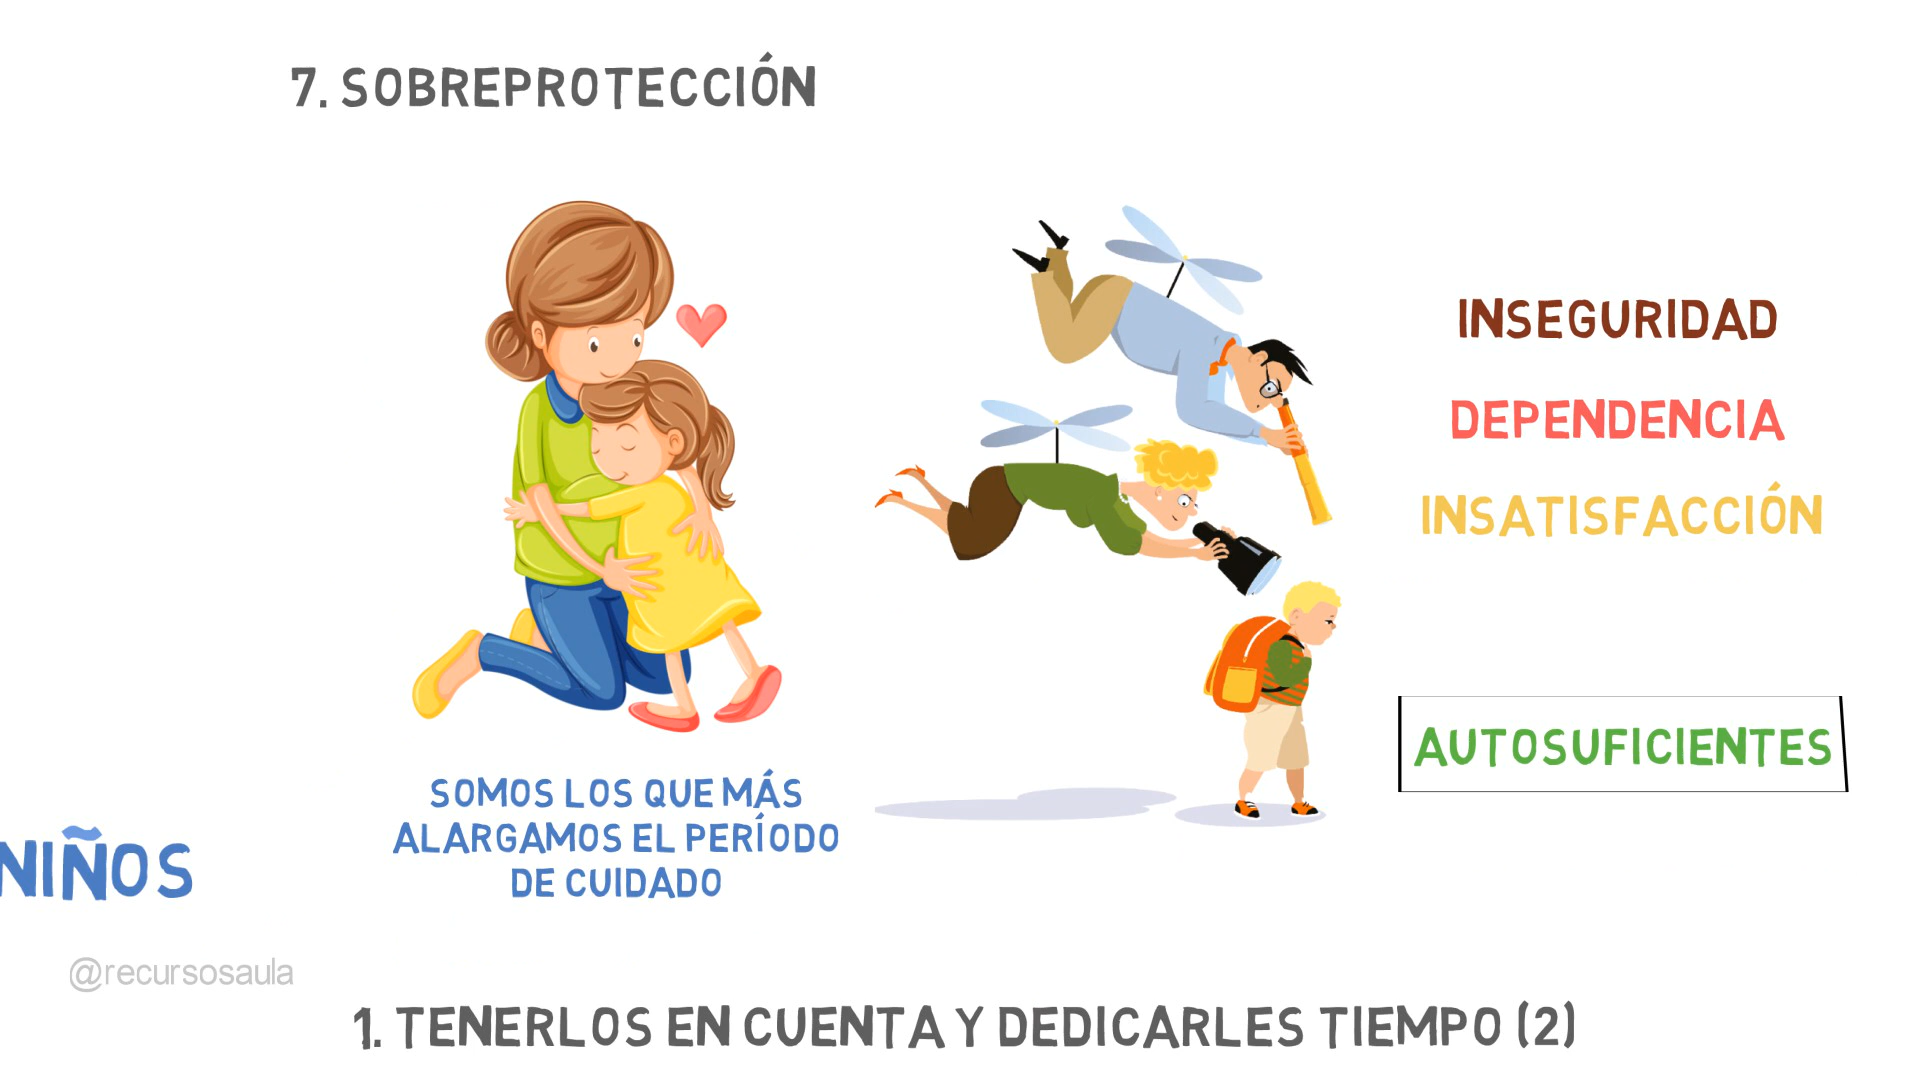 7. SOBREPROTECCIÓN
INSEGURIDAD
DEPENDENCIA
INSATISFACCIÓN
AUTOSUFICIENTES
SOMOS LOS QUE MÁS
ALARGAMOS EL PERÍODO
DE CUIDADO
NIÑOS
@recursosaula
1. TENERLOS EN CUENTA Y DEDICARLES TIEMPO (2)